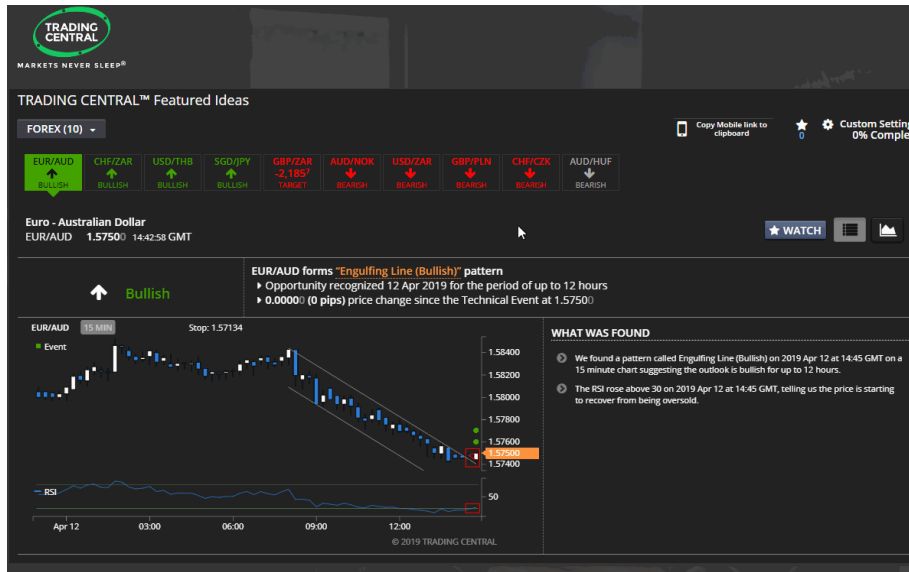 TRADING
CENTRAL
MARKETS NEVER SLEEP®
TRADING CENTRAL™ Featured Ideas
FOREX (10)
Copy Mobile link to
clipboard
0
Custom Setting
0% Comple
EUR/AUD
BULLISH
CHF/ZAR
BULLISH
USD/THB
BULLISH
SGD/JPY
BULLISH
GBP/ZAR
-2,185⁷
TARGET
AUD/NOK
BEARISH
USD/ZAR
BEARISH
GBP/PLN
BEARISH
CHF/CZK
BEARISH
AUD/HUF
BEARISH
Euro - Australian Dollar
EUR/AUD 1.57500 14:42:58 GMT
WATCH
Bullish
EUR/AUD forms "Engulfing Line (Bullish)" pattern
Opportunity recognized 12 Apr 2019 for the period of up to 12 hours
0.00000 (0 pips) price change since the Technical Event at 1.57500
EUR/AUD 15 MIN Stop: 1.57134
Event
1.58400
1.58200
1.58000
1.57800
1.57600
1.57500
1.57400
RSI
50
Apr 12 03:00 06:00 09:00 12:00
© 2019 TRADING CENTRAL
WHAT WAS FOUND
We found a pattern called Engulfing Line (Bullish) on 2019 Apr 12 at 14:45 GMT on a
15 minute chart suggesting the outlook is bullish for up to 12 hours.
The RSI rose above 30 on 2019 Apr 12 at 14:45 GMT, telling us the price is starting
to recover from being oversold.